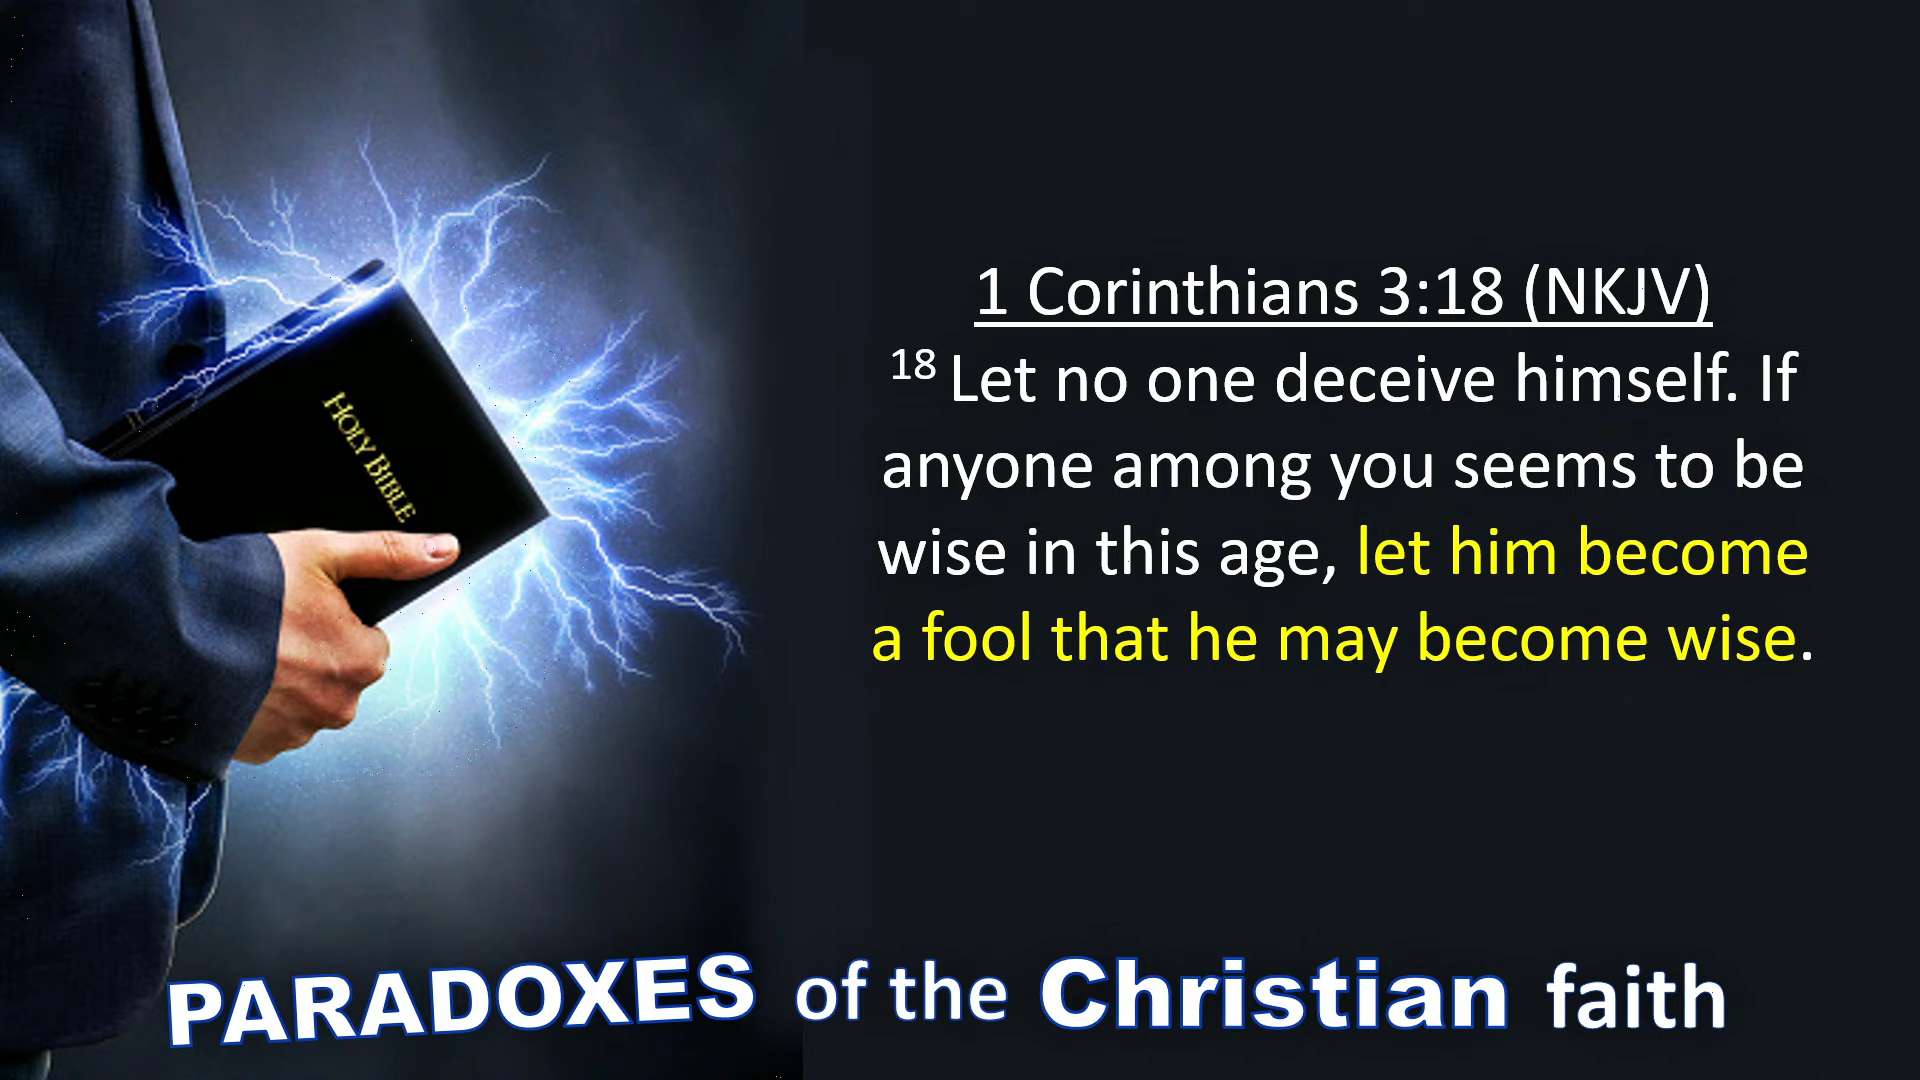 HOLY BIBLE
1 Corinthians 3:18 (NKJV)
18 Let no one deceive himself. If
anyone among you seems to be
wise in this age, let him become
a fool that he may become wise.
PARADOXES of the Christian faith